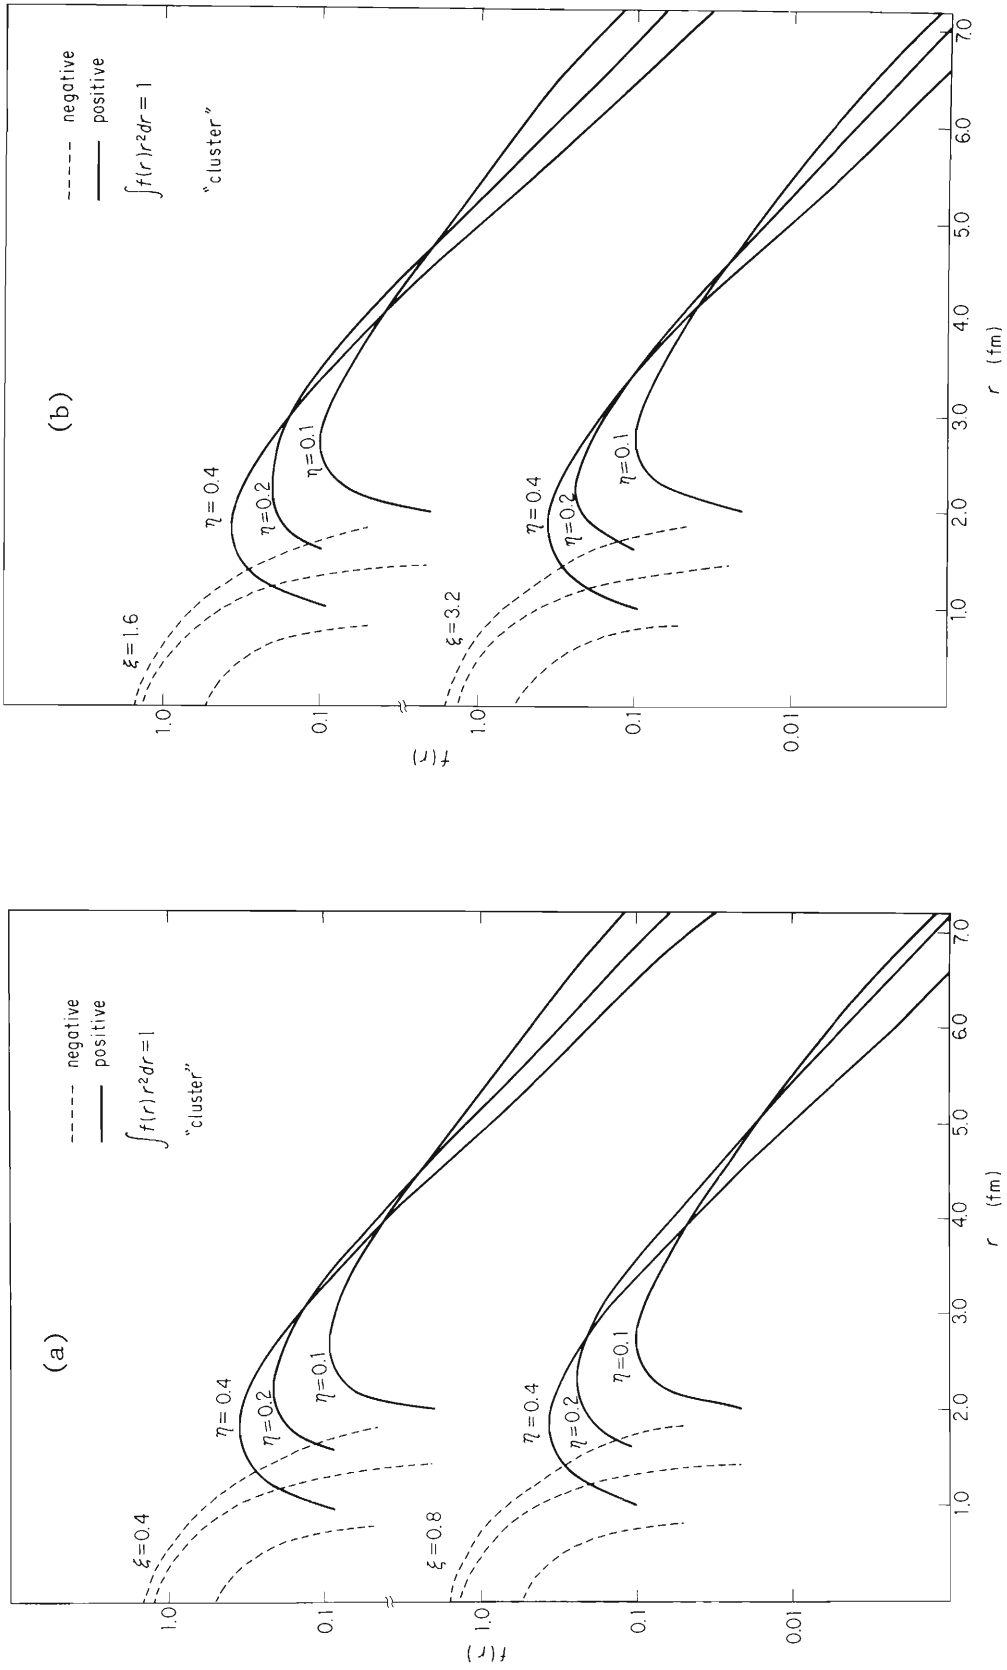 (a)
----- negative
—— positive
∫f(r)r²dr=1
"cluster"
ξ=0.4
η=0.4
η=0.2
η=0.1
ξ=0.8
η=0.4
η=0.2
η=0.1
f(r)
1.0
0.1
1.0
0.1
0.01
1.0 2.0 3.0 4.0 5.0 6.0 7.0
r (fm)
(b)
----- negative
—— positive
∫f(r)r²dr=1
"cluster"
ξ=1.6
η=0.4
η=0.2
η=0.1
ξ=3.2
η=0.4
η=0.2
η=0.1
f(r)
1.0
0.1
1.0
0.1
0.01
1.0 2.0 3.0 4.0 5.0 6.0 7.0
r (fm)